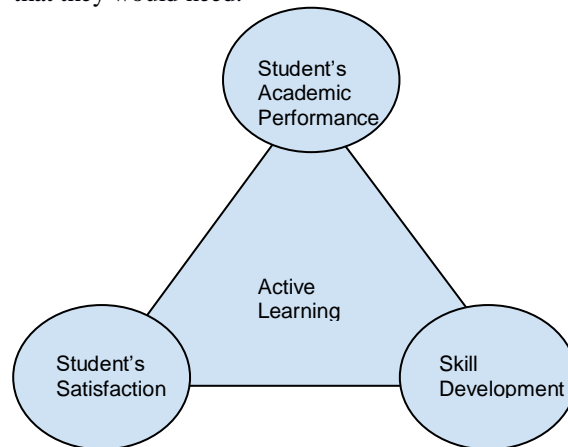 that they would need.
Student’s
Academic
Performance
Active
Learning
Student’s
Satisfaction
Skill
Development